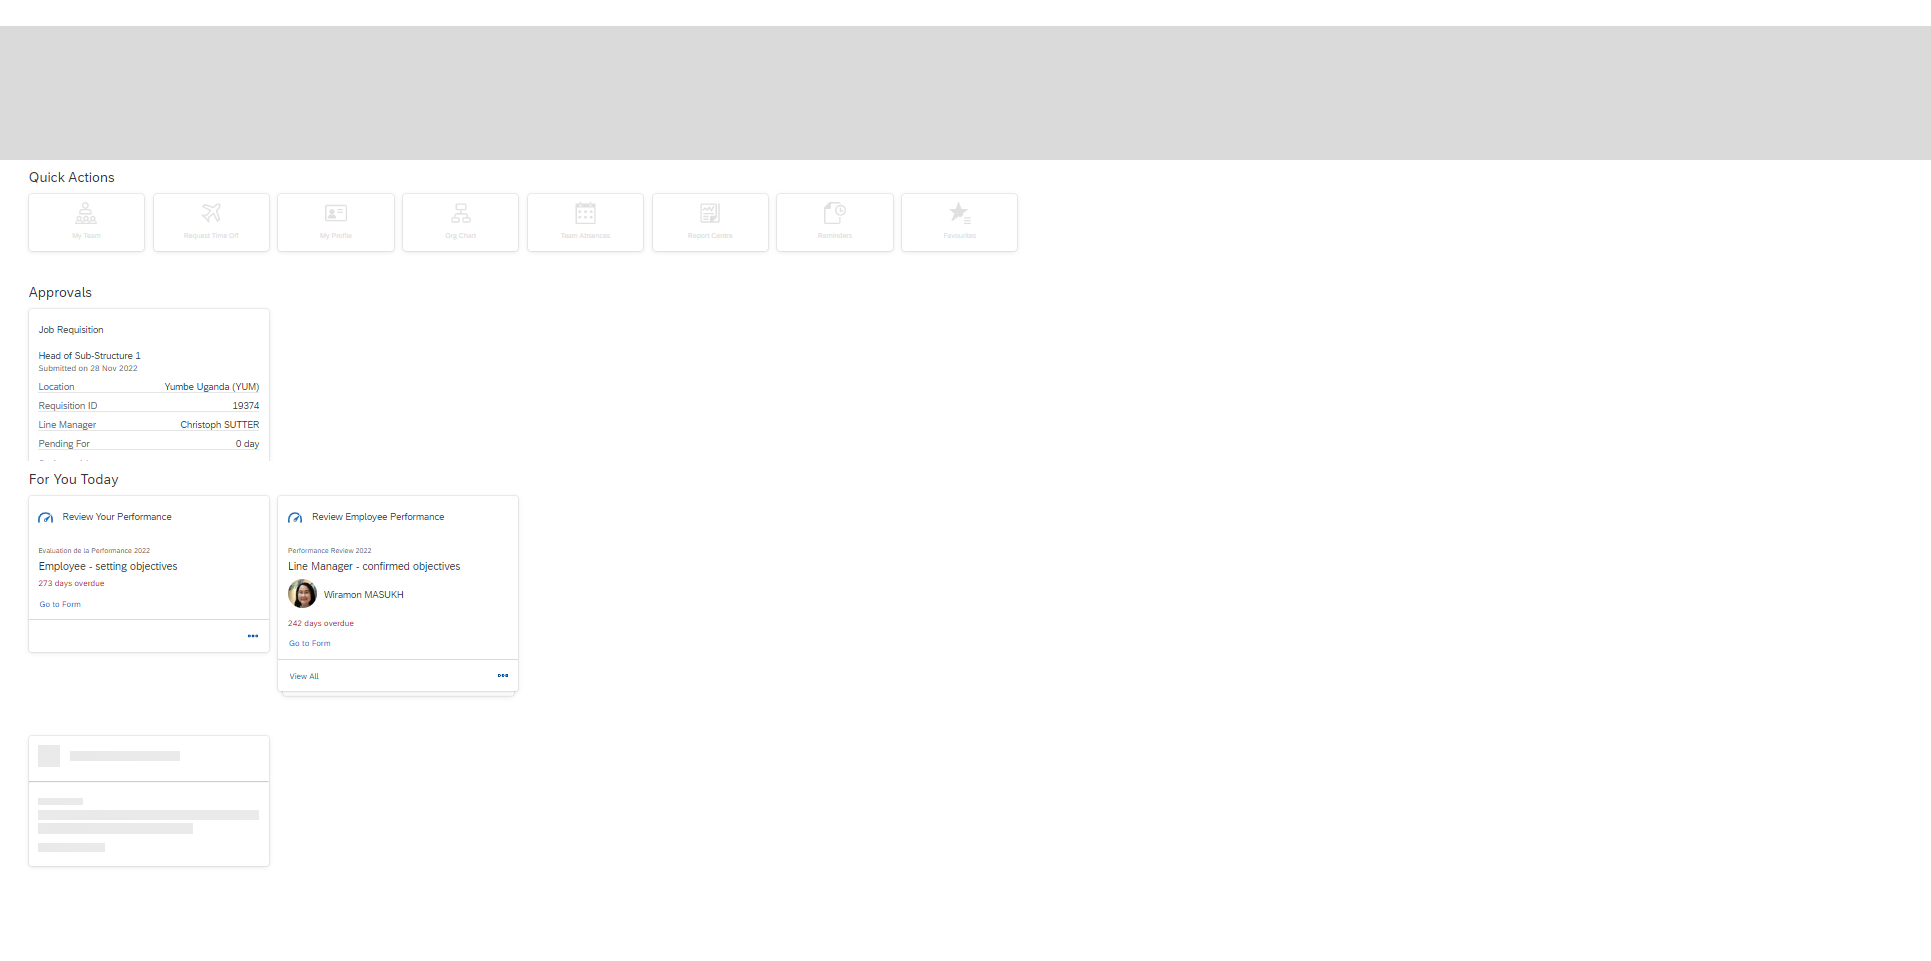 Quick Actions
My Team
Request Time Off
My Profile
Org Chart
Team Absences
Report Centre
Reminders
Favourites
Approvals
Job Requisition
Head of Sub-Structure 1
Submitted on 28 Nov 2022
Location Yumbe Uganda (YUM)
Requisition ID 19374
Line Manager Christoph SUTTER
Pending For 0 day
For You Today
Review Your Performance
Evaluation de la Performance 2022
Employee - setting objectives
273 days overdue
Go to Form
Review Employee Performance
Performance Review 2022
Line Manager - confirmed objectives
Wiramon MASUKH
242 days overdue
Go to Form
View All